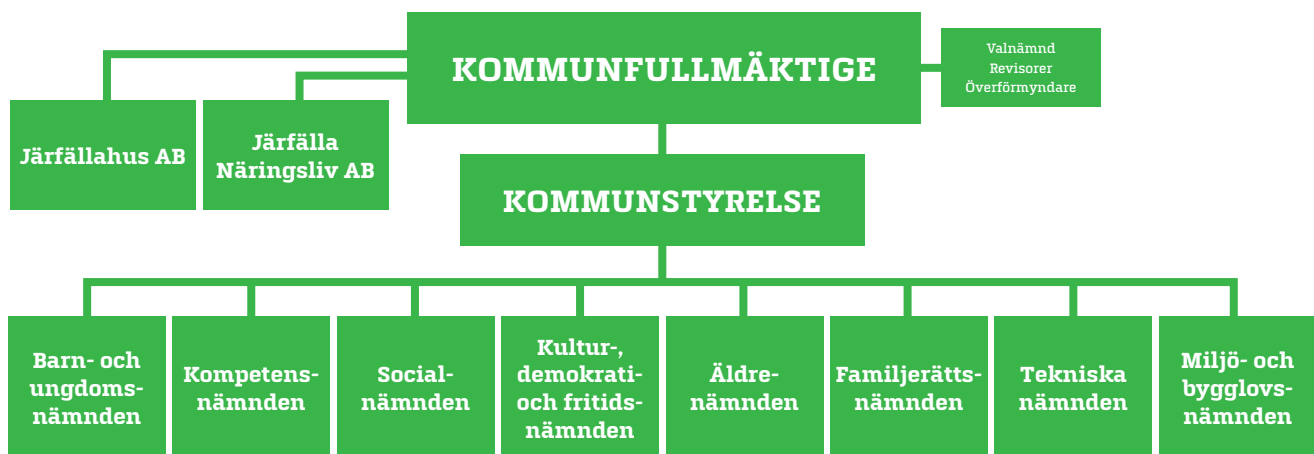 KOMMUNFULLMÄKTIGE
Valnämnd
Revisorer
Överförmyndare
Järfällahus AB
Järfälla
Näringsliv AB
KOMMUNSTYRELSE
Barn- och
ungdoms-
nämnden
Kompetens-
nämnden
Social-
nämnden
Kultur-,
demokrati-
och fritids-
nämnden
Äldre-
nämnden
Familjerätts-
nämnden
Tekniska
nämnden
Miljö- och
bygglovs-
nämnden